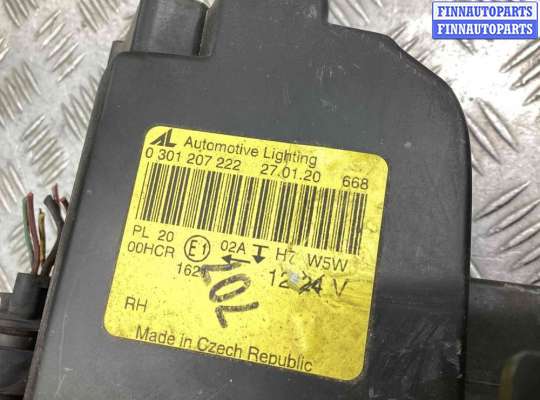 FINNAUTOPARTS
FINNAUTOPARTS
AL Automotive Lighting
0 301 207 222 27.01.20 668
PL 20 E1 02A H7 W5W
00HCR
12 24 V
RH
Made in Czech Republic